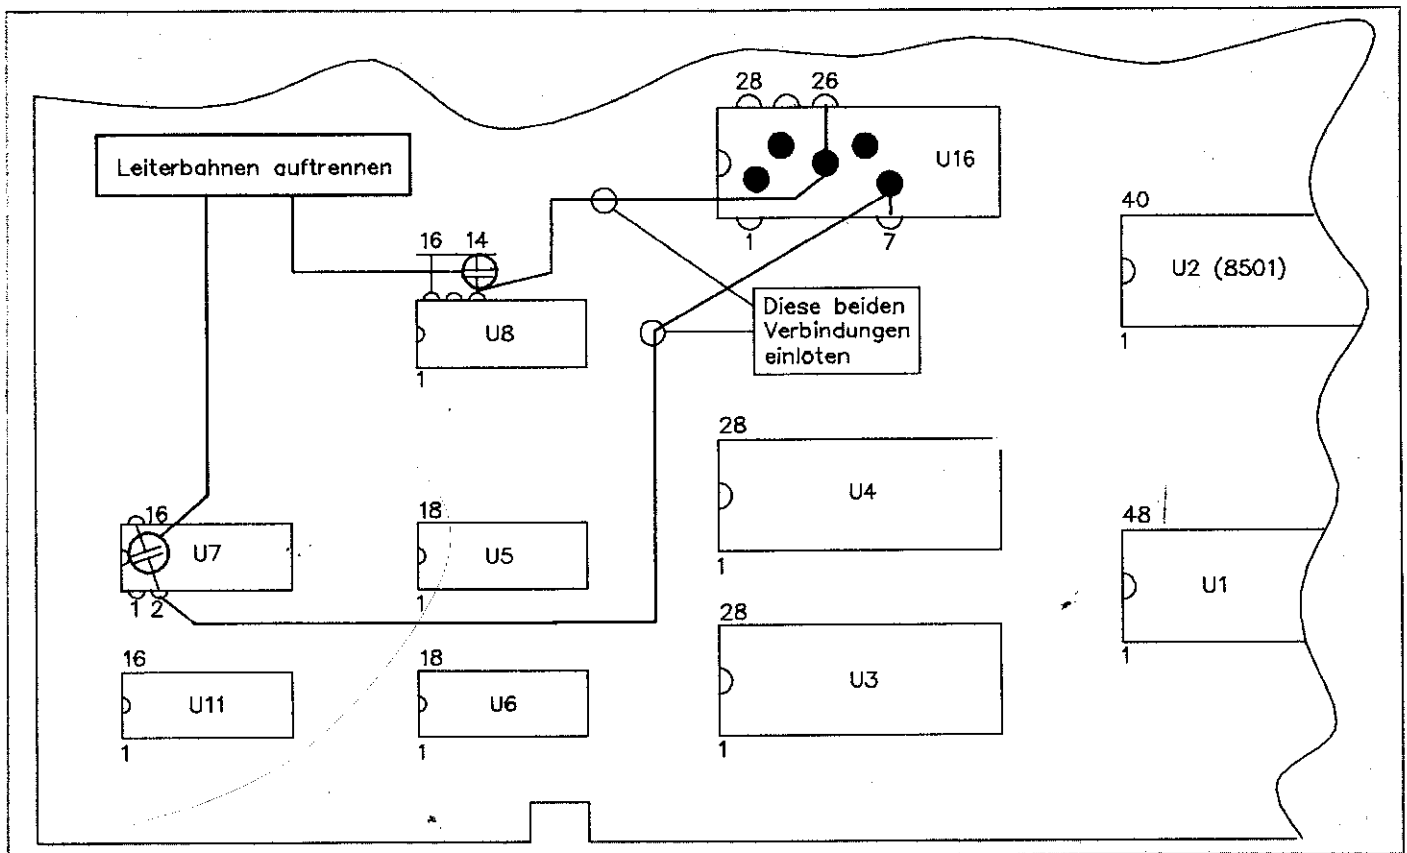 28 26
Leiterbahnen auftrennen
U16
40
16 14
1 7
U2 (8501)
Diese beiden
Verbindungen
einlöten
U8
1
1
28
U4
48
16
18
U7
U5
U1
1
1 2
1
28
1
16
18
U3
U11
U6
1
1
1